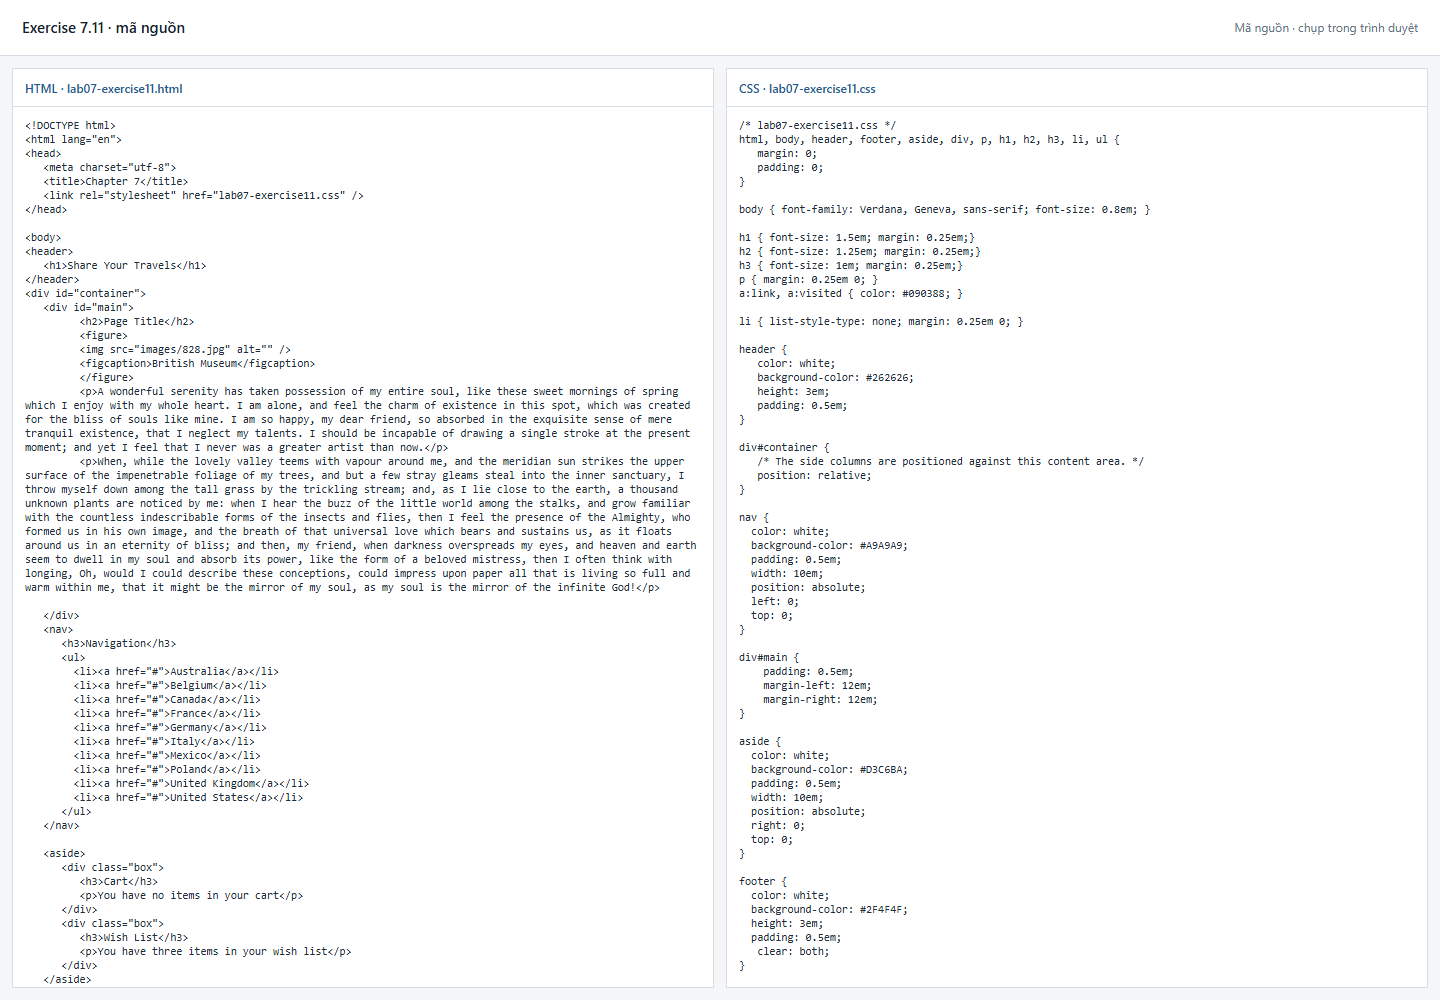 Exercise 7.11 · mã nguồn
Mã nguồn · chụp trong trình duyệt
HTML · lab07-exercise11.html
<!DOCTYPE html>
<html lang="en">
<head>
   <meta charset="utf-8">
   <title>Chapter 7</title>
   <link rel="stylesheet" href="lab07-exercise11.css" />
</head>

<body>
<header>
   <h1>Share Your Travels</h1>
</header>
<div id="container">
   <div id="main">
         <h2>Page Title</h2>
         <figure>
         <img src="images/828.jpg" alt="" />
         <figcaption>British Museum</figcaption>
         </figure>
         <p>A wonderful serenity has taken possession of my entire soul, like these sweet mornings of spring
which I enjoy with my whole heart. I am alone, and feel the charm of existence in this spot, which was created
for the bliss of souls like mine. I am so happy, my dear friend, so absorbed in the exquisite sense of mere
tranquil existence, that I neglect my talents. I should be incapable of drawing a single stroke at the present
moment; and yet I feel that I never was a greater artist than now.</p>
         <p>When, while the lovely valley teems with vapour around me, and the meridian sun strikes the upper
surface of the impenetrable foliage of my trees, and but a few stray gleams steal into the inner sanctuary, I
throw myself down among the tall grass by the trickling stream; and, as I lie close to the earth, a thousand
unknown plants are noticed by me: when I hear the buzz of the little world among the stalks, and grow familiar
with the countless indescribable forms of the insects and flies, then I feel the presence of the Almighty, who
formed us in his own image, and the breath of that universal love which bears and sustains us, as it floats
around us in an eternity of bliss; and then, my friend, when darkness overspreads my eyes, and heaven and earth
seem to dwell in my soul and absorb its power, like the form of a beloved mistress, then I often think with
longing, Oh, would I could describe these conceptions, could impress upon paper all that is living so full and
warm within me, that it might be the mirror of my soul, as my soul is the mirror of the infinite God!</p>

   </div>
   <nav>
      <h3>Navigation</h3>
      <ul>
        <li><a href="#">Australia</a></li>
        <li><a href="#">Belgium</a></li>
        <li><a href="#">Canada</a></li>
        <li><a href="#">France</a></li>
        <li><a href="#">Germany</a></li>
        <li><a href="#">Italy</a></li>
        <li><a href="#">Mexico</a></li>
        <li><a href="#">Poland</a></li>
        <li><a href="#">United Kingdom</a></li>
        <li><a href="#">United States</a></li>
      </ul>
   </nav>

   <aside>
      <div class="box">
         <h3>Cart</h3>
         <p>You have no items in your cart</p>
      </div>
      <div class="box">
         <h3>Wish List</h3>
         <p>You have three items in your wish list</p>
      </div>
   </aside>
CSS · lab07-exercise11.css
/* lab07-exercise11.css */
html, body, header, footer, aside, div, p, h1, h2, h3, li, ul {
   margin: 0;
   padding: 0;
}

body { font-family: Verdana, Geneva, sans-serif; font-size: 0.8em; }

h1 { font-size: 1.5em; margin: 0.25em;}
h2 { font-size: 1.25em; margin: 0.25em;}
h3 { font-size: 1em; margin: 0.25em;}
p { margin: 0.25em 0; }
a:link, a:visited { color: #090388; }

li { list-style-type: none; margin: 0.25em 0; }

header {
   color: white;
   background-color: #262626;
   height: 3em;
   padding: 0.5em;
}

div#container {
   /* The side columns are positioned against this content area. */
   position: relative;
}

nav {
  color: white;
  background-color: #A9A9A9;
  padding: 0.5em;
  width: 10em;
  position: absolute;
  left: 0;
  top: 0;
}

div#main {
    padding: 0.5em;
    margin-left: 12em;
    margin-right: 12em;
}

aside {
  color: white;
  background-color: #D3C6BA;
  padding: 0.5em;
  width: 10em;
  position: absolute;
  right: 0;
  top: 0;
}

footer {
  color: white;
  background-color: #2F4F4F;
  height: 3em;
  padding: 0.5em;
   clear: both;
}